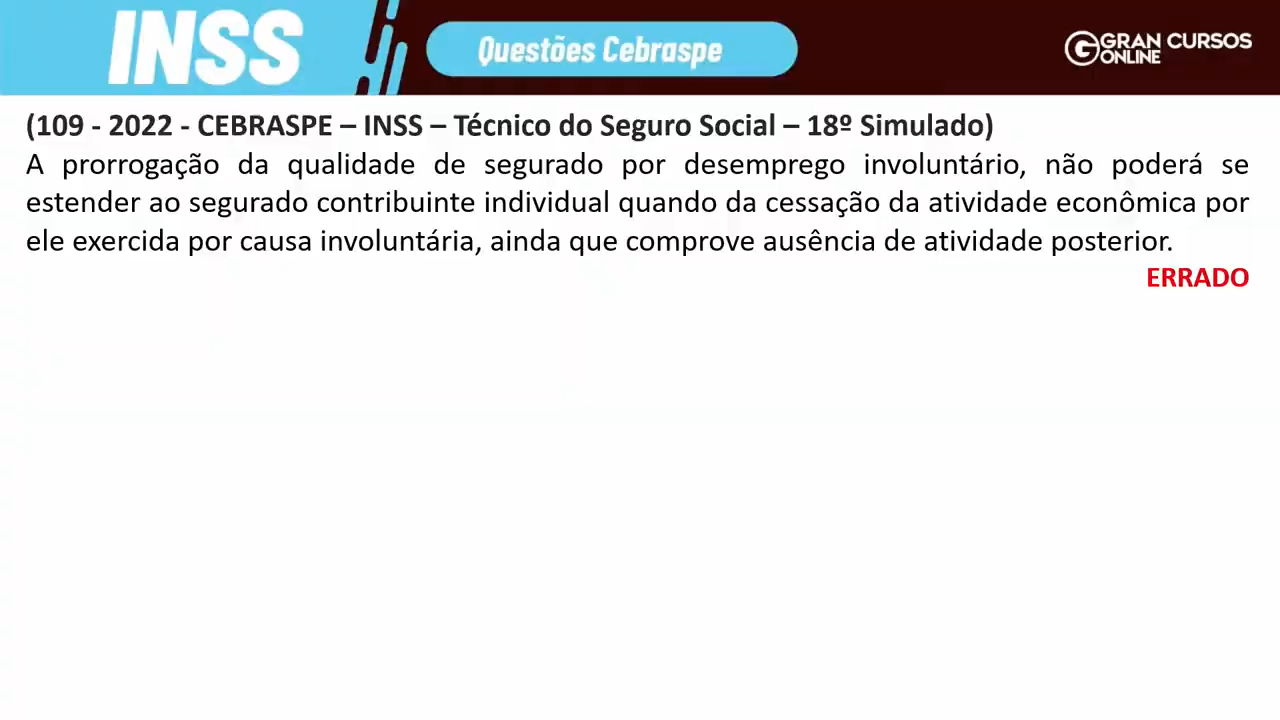 INSS
Questões Cebraspe
GRAN CURSOS
ONLINE
(109 - 2022 - CEBRASPE – INSS – Técnico do Seguro Social – 18º Simulado)
A prorrogação da qualidade de segurado por desemprego involuntário, não poderá se
estender ao segurado contribuinte individual quando da cessação da atividade econômica por
ele exercida por causa involuntária, ainda que comprove ausência de atividade posterior.
ERRADO